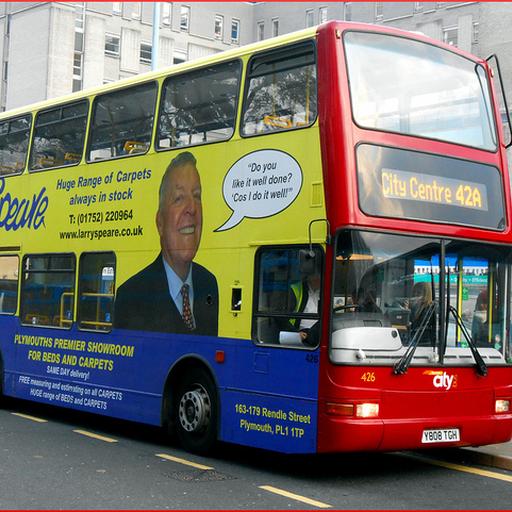 Speare
Huge Range of Carpets
always in stock
T: (01752) 220964
www.larryspeare.co.uk
"Do you
like it well done?
'Cos I do it well!"
City Centre 42A
PLYMOUTHS PREMIER SHOWROOM
FOR BEDS AND CARPETS
SAME DAY delivery!
FREE measuring and estimating on all CARPETS
HUGE range of BEDS and CARPETS
163-179 Rendle Street
Plymouth, PL1 1TP
426
426
city
Y808 TGH